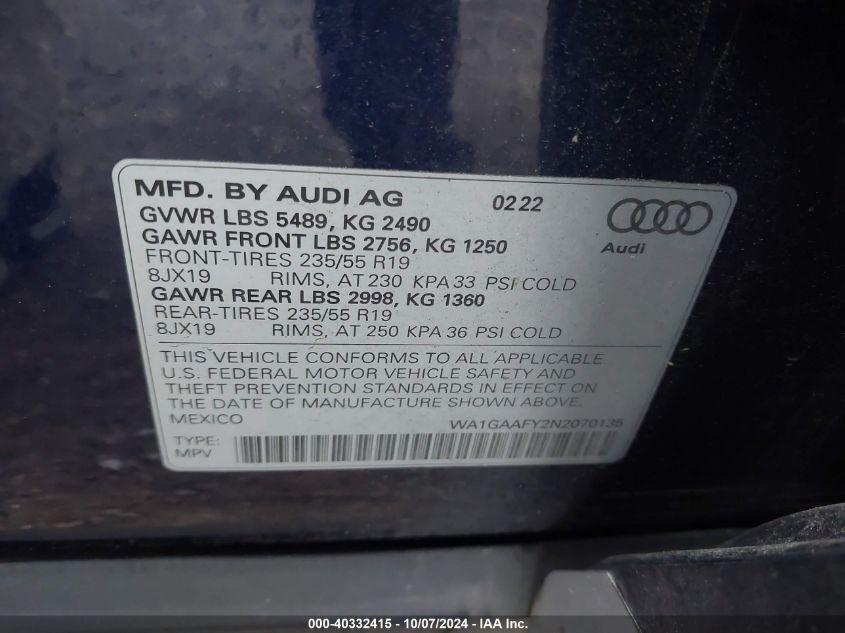 MFD. BY AUDI AG 02 22
GVWR LBS 5489, KG 2490
GAWR FRONT LBS 2756, KG 1250
Audi
FRONT-TIRES 235/55 R19
8JX19 RIMS, AT 230 KPA 33 PSI COLD
GAWR REAR LBS 2998, KG 1360
REAR-TIRES 235/55 R19
8JX19 RIMS, AT 250 KPA 36 PSI COLD
THIS VEHICLE CONFORMS TO ALL APPLICABLE
U.S. FEDERAL MOTOR VEHICLE SAFETY AND
THEFT PREVENTION STANDARDS IN EFFECT ON
THE DATE OF MANUFACTURE SHOWN ABOVE.
MEXICO WA1GAAFY2N2070135
TYPE:
MPV
000-40332415 - 10/07/2024 - IAA Inc.